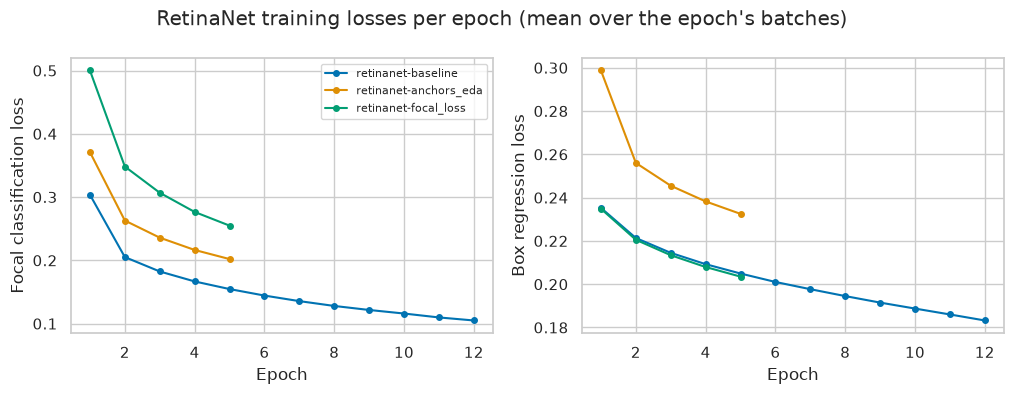 RetinaNet training losses per epoch (mean over the epoch's batches)
Focal classification loss
0.5
0.4
0.3
0.2
0.1
retinanet-baseline
retinanet-anchors_eda
retinanet-focal_loss
2 4 6 8 10 12
Epoch
Box regression loss
0.30
0.28
0.26
0.24
0.22
0.20
0.18
2 4 6 8 10 12
Epoch